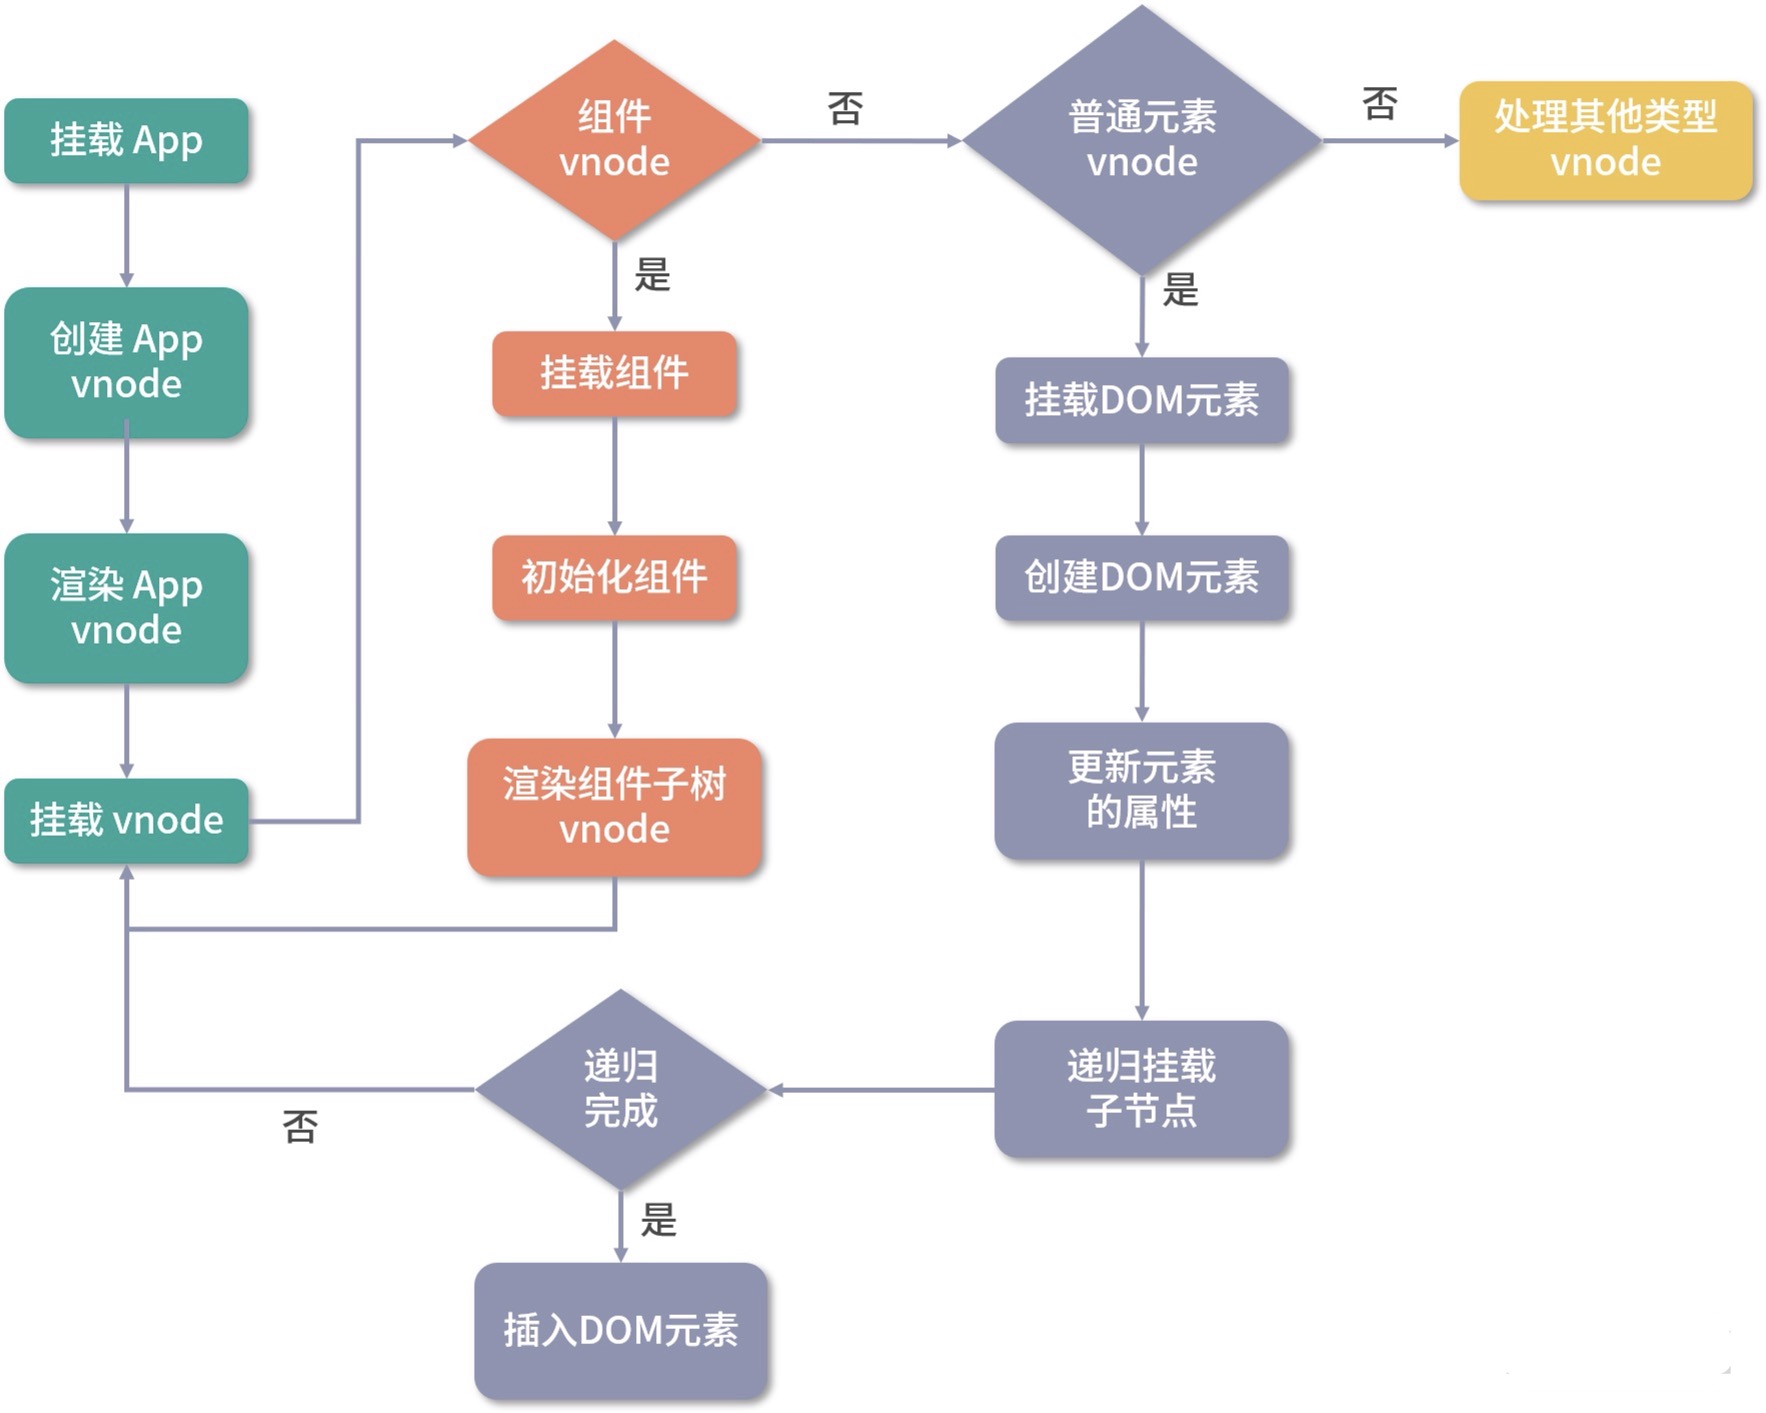 挂载 App
创建 App
vnode
渲染 App
vnode
挂载 vnode
组件
vnode
否
是
挂载组件
初始化组件
渲染组件子树
vnode
普通元素
vnode
否
是
处理其他类型
vnode
挂载DOM元素
创建DOM元素
更新元素
的属性
递归挂载
子节点
递归
完成
否
是
插入DOM元素